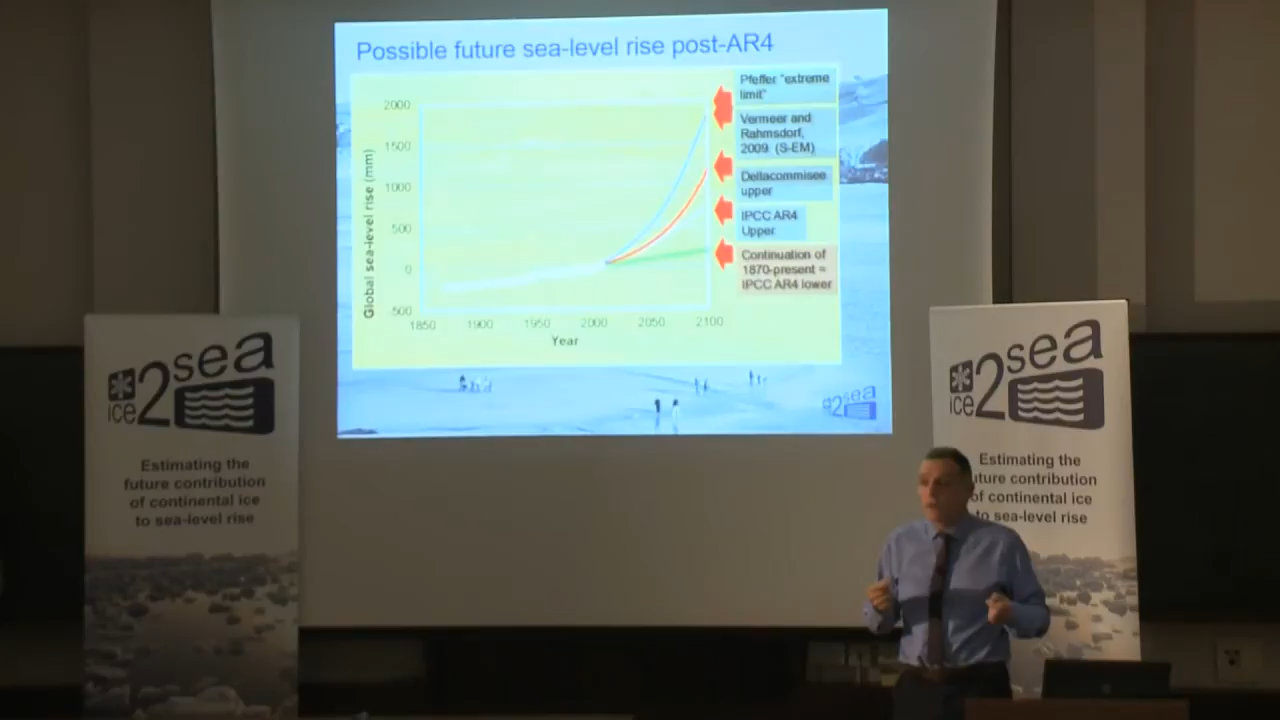 Possible future sea-level rise post-AR4
Global sea-level rise (mm)
2000
1500
1000
500
0
500
1850
1900
1950
2000
2050
2100
Year
Pfeffer "extreme
limit"
Vermeer and
Rahmsdorf,
2009 (S-EM)
Deltacommisee
upper
IPCC AR4
Upper
Continuation of
1870-present =
IPCC AR4 lower
ice2sea
ice2sea
Estimating the
future contribution
of continental ice
to sea-level rise
ice2sea
Estimating the
uture contribution
of continental ice
to sea-level rise